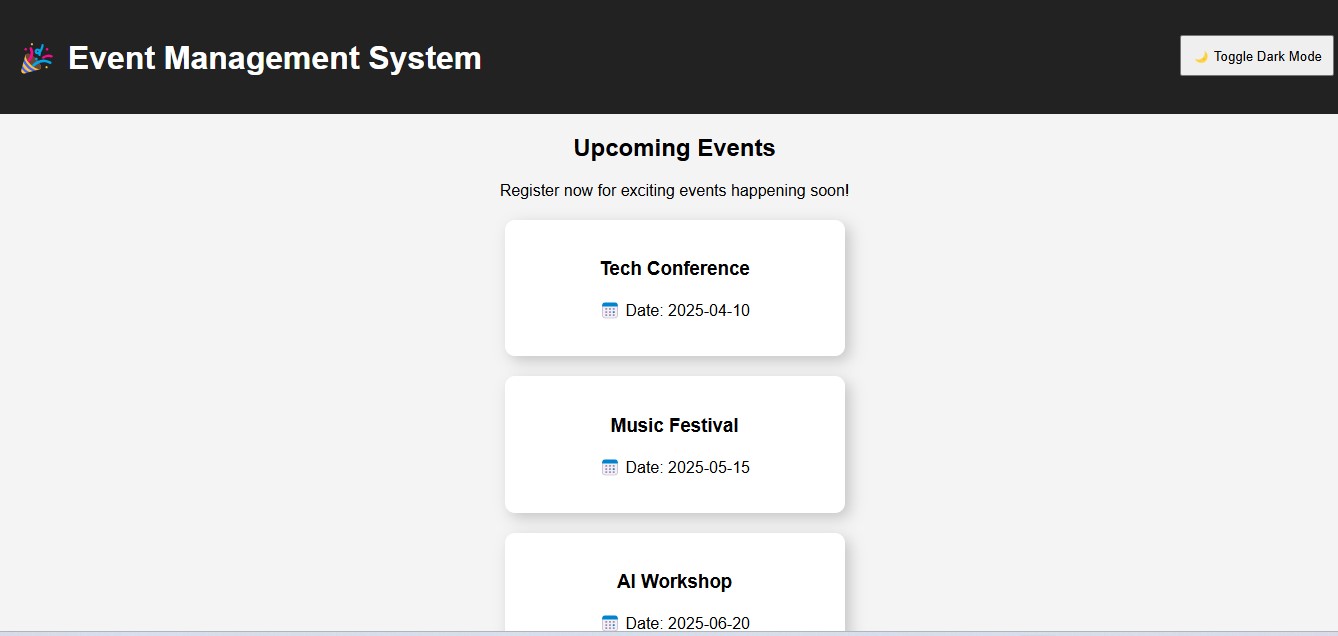 🎉 Event Management System
🌙 Toggle Dark Mode
Upcoming Events
Register now for exciting events happening soon!
Tech Conference
📅 Date: 2025-04-10
Music Festival
📅 Date: 2025-05-15
AI Workshop
📅 Date: 2025-06-20